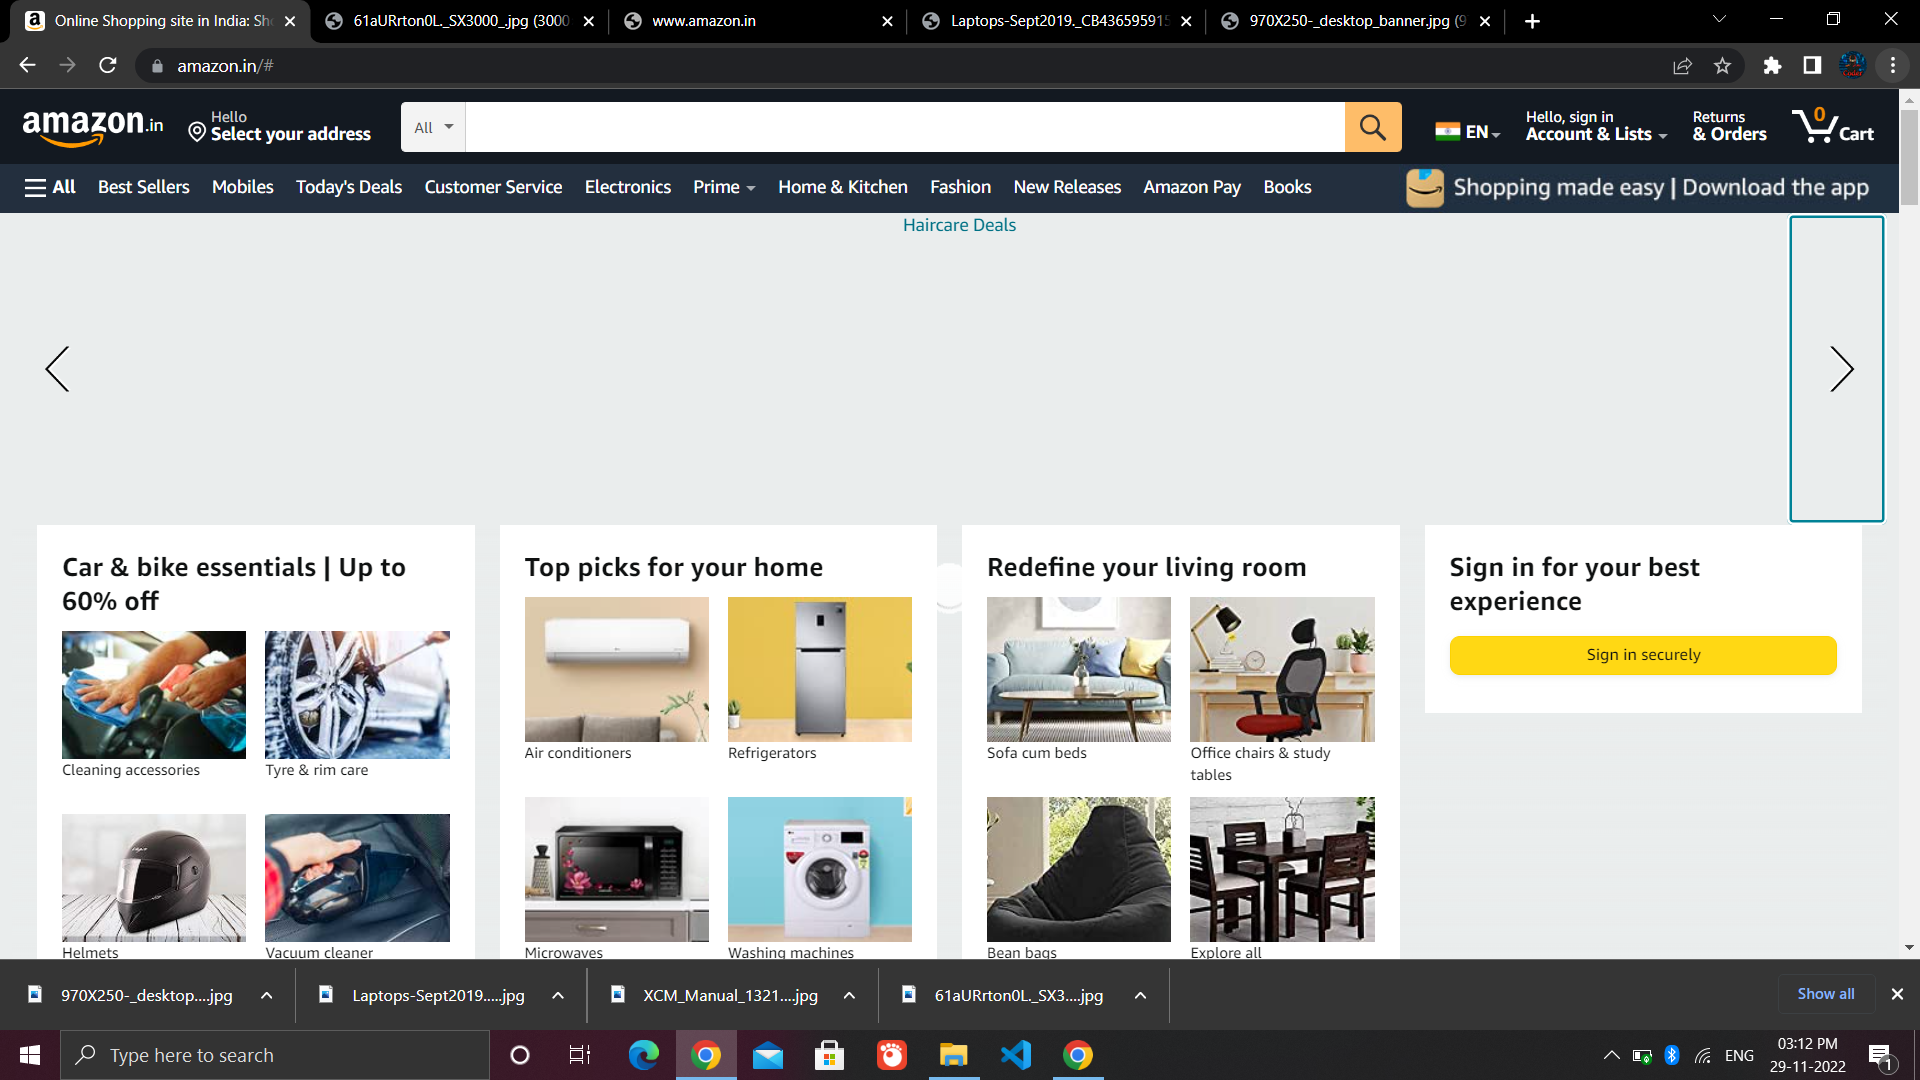 Online Shopping site in India: Sh
61aURrton0L._SX3000_.jpg (3000
www.amazon.in
Laptops-Sept2019._CB436595915
970X250-_desktop_banner.jpg (9
amazon.in/#
amazon.in
Hello
Select your address
All
EN
Hello, sign in
Account & Lists
Returns
& Orders
0
Cart
All
Best Sellers
Mobiles
Today's Deals
Customer Service
Electronics
Prime
Home & Kitchen
Fashion
New Releases
Amazon Pay
Books
Shopping made easy | Download the app
Haircare Deals
Car & bike essentials | Up to
60% off
Cleaning accessories
Tyre & rim care
Helmets
Vacuum cleaner
Top picks for your home
Air conditioners
Refrigerators
Microwaves
Washing machines
Redefine your living room
Sofa cum beds
Office chairs & study
tables
Bean bags
Explore all
Sign in for your best
experience
Sign in securely
970X250-_desktop....jpg
Laptops-Sept2019.....jpg
XCM_Manual_1321....jpg
61aURrton0L._SX3....jpg
Show all
Type here to search
ENG
03:12 PM
29-11-2022
1